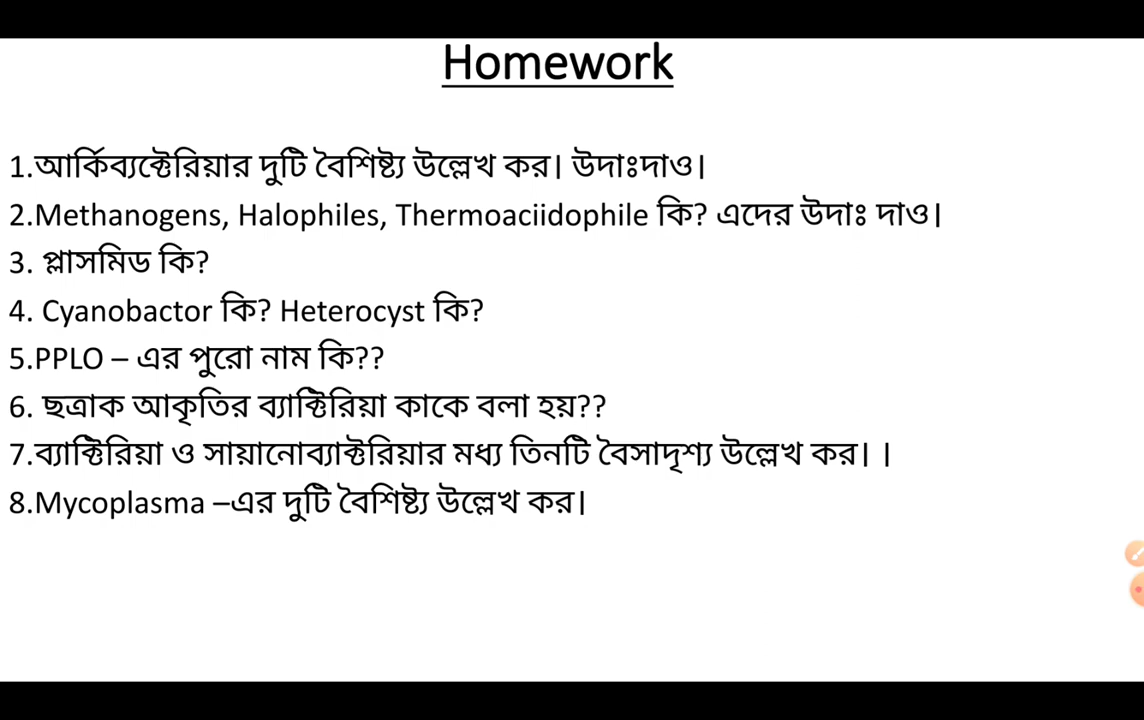 Homework
1.আর্কিব্যক্টেরিয়ার দুটি বৈশিষ্ট্য উল্লেখ কর। উদাঃদাও।
2.Methanogens, Halophiles, Thermoaciidophile কি? এদের উদাঃ দাও।
3. প্লাসমিড কি?
4. Cyanobactor কি? Heterocyst কি?
5.PPLO – এর পুরো নাম কি??
6. ছত্রাক আকৃতির ব্যাক্টিরিয়া কাকে বলা হয়??
7.ব্যাক্টিরিয়া ও সায়ানোব্যাক্টরিয়ার মধ্য তিনটি বৈসাদৃশ্য উল্লেখ কর। ।
8.Mycoplasma –এর দুটি বৈশিষ্ট্য উল্লেখ কর।